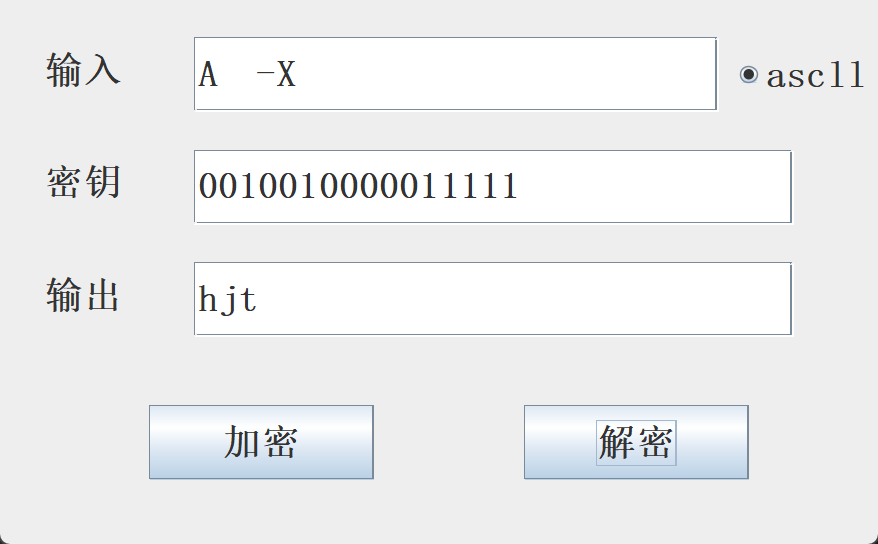 输入 A  -X ascll
密钥 0010010000011111
输出 hjt
加密 解密